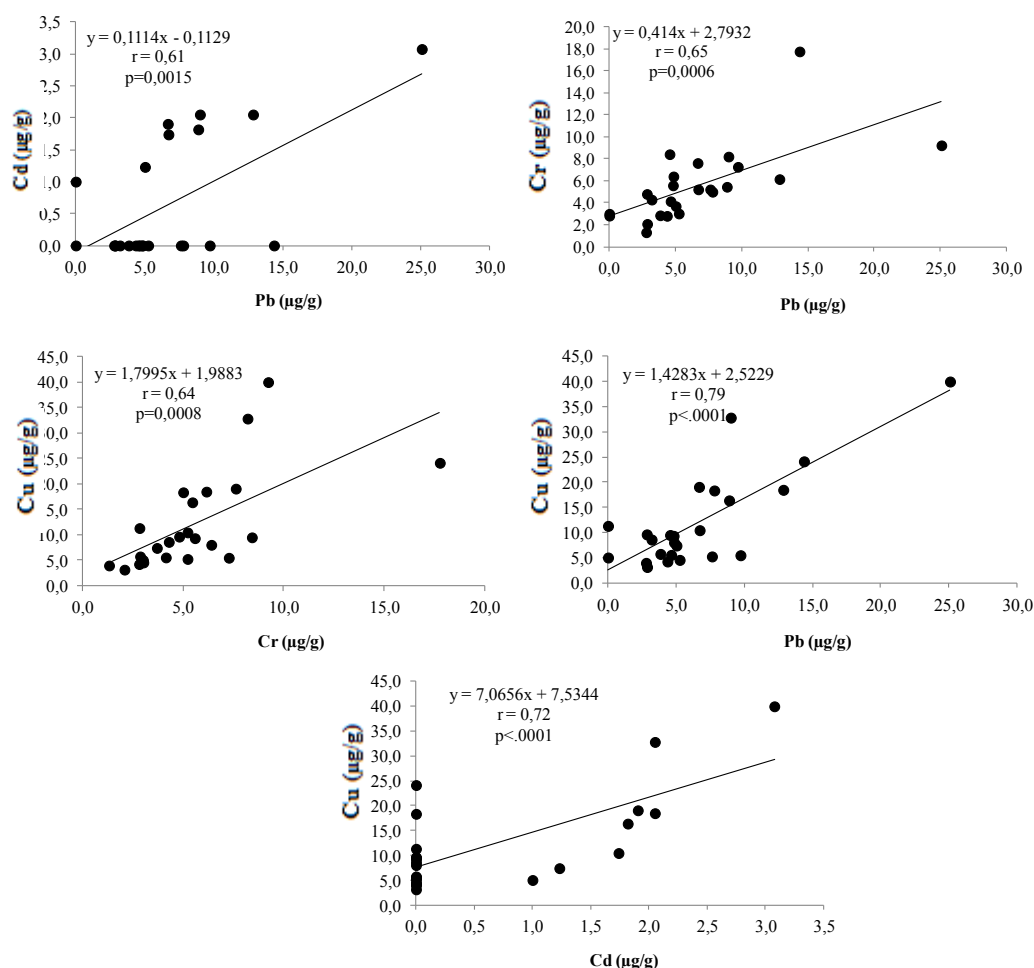 3,5
3,0
2,5
2,0
0,0
Cd (µg/g)
y = 0,1114x - 0,1129
r = 0,61
p=0,0015
0,0 5,0 10,0 15,0 20,0 25,0 30,0
Pb (µg/g)
20,0
18,0
16,0
14,0
12,0
10,0
8,0
6,0
4,0
2,0
0,0
Cr (µg/g)
y = 0,414x + 2,7932
r = 0,65
p=0,0006
0,0 5,0 10,0 15,0 20,0 25,0 30,0
Pb (µg/g)
45,0
40,0
5,0
0,0
Cu (µg/g)
y = 1,7995x + 1,9883
r = 0,64
p=0,0008
0,0 5,0 10,0 15,0 20,0
Cr (µg/g)
45,0
40,0
35,0
30,0
25,0
20,0
15,0
10,0
5,0
0,0
Cu (µg/g)
y = 1,4283x + 2,5229
r = 0,79
p<.0001
0,0 5,0 10,0 15,0 20,0 25,0 30,0
Pb (µg/g)
45,0
40,0
35,0
30,0
25,0
20,0
15,0
10,0
5,0
0,0
Cu (µg/g)
y = 7,0656x + 7,5344
r = 0,72
p<.0001
0,0 0,5 1,0 1,5 2,0 2,5 3,0 3,5
Cd (µg/g)